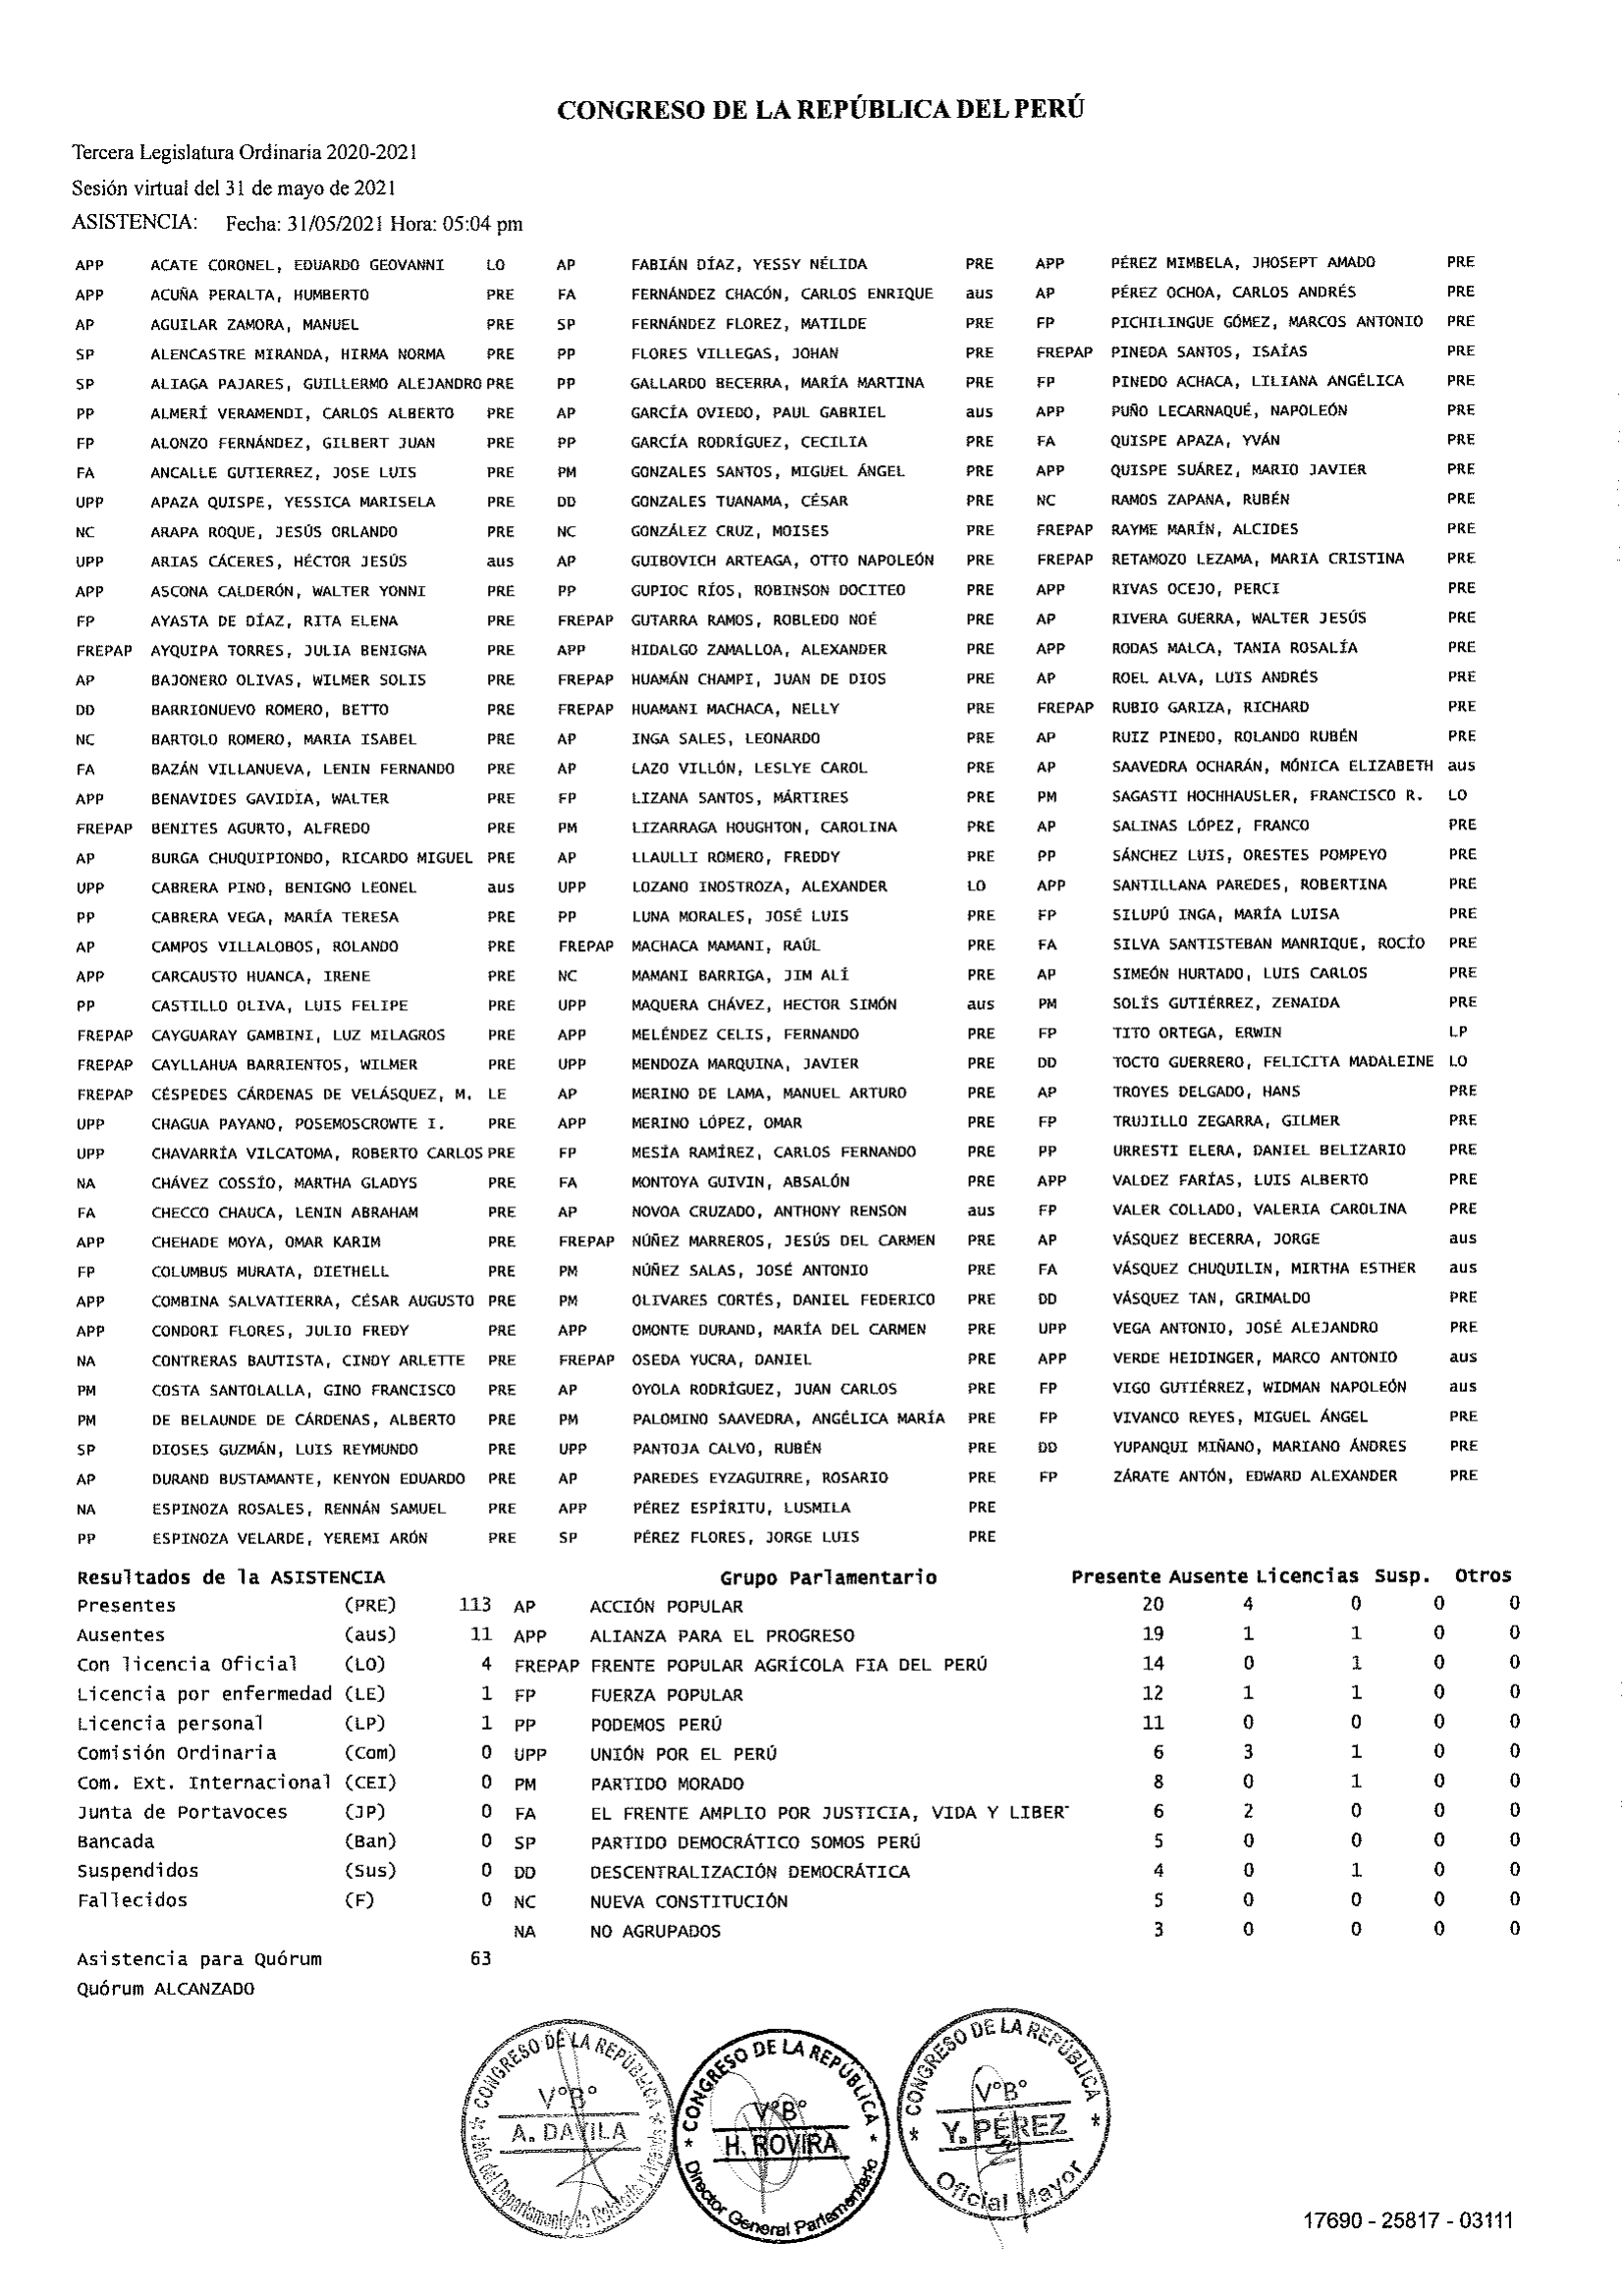 CONGRESO DE LA REPÚBLICA DEL PERÚ
Tercera Legislatura Ordinaria 2020-2021
Sesión virtual del 31 de mayo de 2021
ASISTENCIA: Fecha: 31/05/2021 Hora: 05:04 pm
APP ACATE CORONEL, EDUARDO GEOVANNI LO AP FABIÁN DÍAZ, YESSY NÉLIDA PRE APP PÉREZ MIMBELA, JHOSEPT AMADO PRE
APP ACUÑA PERALTA, HUMBERTO PRE FA FERNÁNDEZ CHACÓN, CARLOS ENRIQUE aus AP PÉREZ OCHOA, CARLOS ANDRÉS PRE
AP AGUILAR ZAMORA, MANUEL PRE SP FERNÁNDEZ FLOREZ, MATILDE PRE FP PICHILINGUE GÓMEZ, MARCOS ANTONIO PRE
SP ALENCASTRE MIRANDA, HIRMA NORMA PRE PP FLORES VILLEGAS, JOHAN PRE FREPAP PINEDA SANTOS, ISAÍAS PRE
SP ALIAGA PAJARES, GUILLERMO ALEJANDRO PRE PP GALLARDO BECERRA, MARÍA MARTINA PRE FP PINEDO ACHACA, LILIANA ANGÉLICA PRE
PP ALMERÍ VERAMENDI, CARLOS ALBERTO PRE AP GARCÍA OVIEDO, PAUL GABRIEL aus APP PUÑO LECARNAQUÉ, NAPOLEÓN PRE
FP ALONZO FERNÁNDEZ, GILBERT JUAN PRE PP GARCÍA RODRÍGUEZ, CECILIA PRE FA QUISPE APAZA, YVÁN PRE
FA ANCALLE GUTIERREZ, JOSE LUIS PRE PM GONZALES SANTOS, MIGUEL ÁNGEL PRE APP QUISPE SUÁREZ, MARIO JAVIER PRE
UPP APAZA QUISPE, YESSICA MARISELA PRE DD GONZALES TUANAMA, CÉSAR PRE NC RAMOS ZAPANA, RUBÉN PRE
NC ARAPA ROQUE, JESÚS ORLANDO PRE NC GONZÁLEZ CRUZ, MOISES PRE FREPAP RAYME MARÍN, ALCIDES PRE
UPP ARIAS CÁCERES, HÉCTOR JESÚS aus AP GUIBOVICH ARTEAGA, OTTO NAPOLEÓN PRE FREPAP RETAMOZO LEZAMA, MARIA CRISTINA PRE
APP ASCONA CALDERÓN, WALTER YONNI PRE PP GUPIOC RÍOS, ROBINSON DOCITEO PRE APP RIVAS OCEJO, PERCI PRE
FP AYASTA DE DÍAZ, RITA ELENA PRE FREPAP GUTARRA RAMOS, ROBLEDO NOÉ PRE AP RIVERA GUERRA, WALTER JESÚS PRE
FREPAP AYQUIPA TORRES, JULIA BENIGNA PRE APP HIDALGO ZAMALLOA, ALEXANDER PRE APP RODAS MALCA, TANIA ROSALÍA PRE
AP BAJONERO OLIVAS, WILMER SOLIS PRE FREPAP HUAMÁN CHAMPI, JUAN DE DIOS PRE AP ROEL ALVA, LUIS ANDRÉS PRE
DD BARRIONUEVO ROMERO, BETTO PRE FREPAP HUAMANI MACHACA, NELLY PRE FREPAP RUBIO GARIZA, RICHARD PRE
NC BARTOLO ROMERO, MARIA ISABEL PRE AP INGA SALES, LEONARDO PRE AP RUIZ PINEDO, ROLANDO RUBÉN PRE
FA BAZÁN VILLANUEVA, LENIN FERNANDO PRE AP LAZO VILLÓN, LESLYE CAROL PRE AP SAAVEDRA OCHARÁN, MÓNICA ELIZABETH aus
APP BENAVIDES GAVIDIA, WALTER PRE FP LIZANA SANTOS, MÁRTIRES PRE PM SAGASTI HOCHHAUSLER, FRANCISCO R. LO
FREPAP BENITES AGURTO, ALFREDO PRE PM LIZARRAGA HOUGHTON, CAROLINA PRE AP SALINAS LÓPEZ, FRANCO PRE
AP BURGA CHUQUIPIONDO, RICARDO MIGUEL PRE AP LLAULLI ROMERO, FREDDY PRE PP SÁNCHEZ LUIS, ORESTES POMPEYO PRE
UPP CABRERA PINO, BENIGNO LEONEL aus UPP LOZANO INOSTROZA, ALEXANDER LO APP SANTILLANA PAREDES, ROBERTINA PRE
PP CABRERA VEGA, MARÍA TERESA PRE PP LUNA MORALES, JOSÉ LUIS PRE FP SILUPÚ INGA, MARÍA LUISA PRE
AP CAMPOS VILLALOBOS, ROLANDO PRE FREPAP MACHACA MAMANI, RAÚL PRE FA SILVA SANTISTEBAN MANRIQUE, ROCÍO PRE
APP CARCAUSTO HUANCA, IRENE PRE NC MAMANI BARRIGA, JIM ALÍ PRE AP SIMEÓN HURTADO, LUIS CARLOS PRE
PP CASTILLO OLIVA, LUIS FELIPE PRE UPP MAQUERA CHÁVEZ, HECTOR SIMÓN aus PM SOLÍS GUTIÉRREZ, ZENAIDA PRE
FREPAP CAYGUARAY GAMBINI, LUZ MILAGROS PRE APP MELÉNDEZ CELIS, FERNANDO PRE FP TITO ORTEGA, ERWIN LP
FREPAP CAYLLAHUA BARRIENTOS, WILMER PRE UPP MENDOZA MARQUINA, JAVIER PRE DD TOCTO GUERRERO, FELICITA MADALEINE LO
FREPAP CÉSPEDES CÁRDENAS DE VELÁSQUEZ, M. LE AP MERINO DE LAMA, MANUEL ARTURO PRE AP TROYES DELGADO, HANS PRE
UPP CHAGUA PAYANO, POSEMOSCROWTE I. PRE APP MERINO LÓPEZ, OMAR PRE FP TRUJILLO ZEGARRA, GILMER PRE
UPP CHAVARRÍA VILCATOMA, ROBERTO CARLOS PRE FP MESÍA RAMÍREZ, CARLOS FERNANDO PRE PP URRESTI ELERA, DANIEL BELIZARIO PRE
NA CHÁVEZ COSSÍO, MARTHA GLADYS PRE FA MONTOYA GUIVIN, ABSALÓN PRE APP VALDEZ FARÍAS, LUIS ALBERTO PRE
FA CHECCO CHAUCA, LENIN ABRAHAM PRE AP NOVOA CRUZADO, ANTHONY RENSON aus FP VALER COLLADO, VALERIA CAROLINA PRE
APP CHEHADE MOYA, OMAR KARIM PRE FREPAP NÚÑEZ MARREROS, JESÚS DEL CARMEN PRE AP VÁSQUEZ BECERRA, JORGE aus
FP COLUMBUS MURATA, DIETHELL PRE PM NÚÑEZ SALAS, JOSÉ ANTONIO PRE FA VÁSQUEZ CHUQUILIN, MIRTHA ESTHER aus
APP COMBINA SALVATIERRA, CÉSAR AUGUSTO PRE PM OLIVARES CORTÉS, DANIEL FEDERICO PRE DD VÁSQUEZ TAN, GRIMALDO PRE
APP CONDORI FLORES, JULIO FREDY PRE APP OMONTE DURAND, MARÍA DEL CARMEN PRE UPP VEGA ANTONIO, JOSÉ ALEJANDRO PRE
NA CONTRERAS BAUTISTA, CINDY ARLETTE PRE FREPAP OSEDA YUCRA, DANIEL PRE APP VERDE HEIDINGER, MARCO ANTONIO aus
PM COSTA SANTOLALLA, GINO FRANCISCO PRE AP OYOLA RODRÍGUEZ, JUAN CARLOS PRE FP VIGO GUTIÉRREZ, WIDMAN NAPOLEÓN aus
PM DE BELAUNDE DE CÁRDENAS, ALBERTO PRE PM PALOMINO SAAVEDRA, ANGÉLICA MARÍA PRE FP VIVANCO REYES, MIGUEL ÁNGEL PRE
SP DIOSES GUZMÁN, LUIS REYMUNDO PRE UPP PANTOJA CALVO, RUBÉN PRE DD YUPANQUI MIÑANO, MARIANO ÁNDRES PRE
AP DURAND BUSTAMANTE, KENYON EDUARDO PRE AP PAREDES EYZAGUIRRE, ROSARIO PRE FP ZÁRATE ANTÓN, EDWARD ALEXANDER PRE
NA ESPINOZA ROSALES, RENNÁN SAMUEL PRE APP PÉREZ ESPÍRITU, LUSMILA PRE
PP ESPINOZA VELARDE, YEREMI ARÓN PRE SP PÉREZ FLORES, JORGE LUIS PRE
Resultados de la ASISTENCIA Grupo Parlamentario Presente Ausente Licencias Susp. Otros
Presentes (PRE) 113 AP ACCIÓN POPULAR 20 4 0 0 0
Ausentes (aus) 11 APP ALIANZA PARA EL PROGRESO 19 1 1 0 0
Con licencia Oficial (LO) 4 FREPAP FRENTE POPULAR AGRÍCOLA FIA DEL PERÚ 14 0 1 0 0
Licencia por enfermedad (LE) 1 FP FUERZA POPULAR 12 1 1 0 0
Licencia personal (LP) 1 PP PODEMOS PERÚ 11 0 0 0 0
Comisión Ordinaria (Com) 0 UPP UNIÓN POR EL PERÚ 6 3 1 0 0
Com. Ext. Internacional (CEI) 0 PM PARTIDO MORADO 8 0 1 0 0
Junta de Portavoces (JP) 0 FA EL FRENTE AMPLIO POR JUSTICIA, VIDA Y LIBER 6 2 0 0 0
Bancada (Ban) 0 SP PARTIDO DEMOCRÁTICO SOMOS PERÚ 5 0 0 0 0
Suspendidos (Sus) 0 DD DESCENTRALIZACIÓN DEMOCRÁTICA 4 0 1 0 0
Fallecidos (F) 0 NC NUEVA CONSTITUCIÓN 5 0 0 0 0
NA NO AGRUPADOS 3 0 0 0 0
Asistencia para Quórum 63
Quórum ALCANZADO
CONGRESO DE LA REPÚBLICA
V°B°
A. DAVILA
Jefe del Departamento de Relatoría
CONGRESO DE LA REPÚBLICA
V°B°
H. ROVIRA
Director General Parlamentario
CONGRESO DE LA REPÚBLICA
V°B°
Y. PÉREZ
Oficial Mayor
17690 - 25817 - 03111